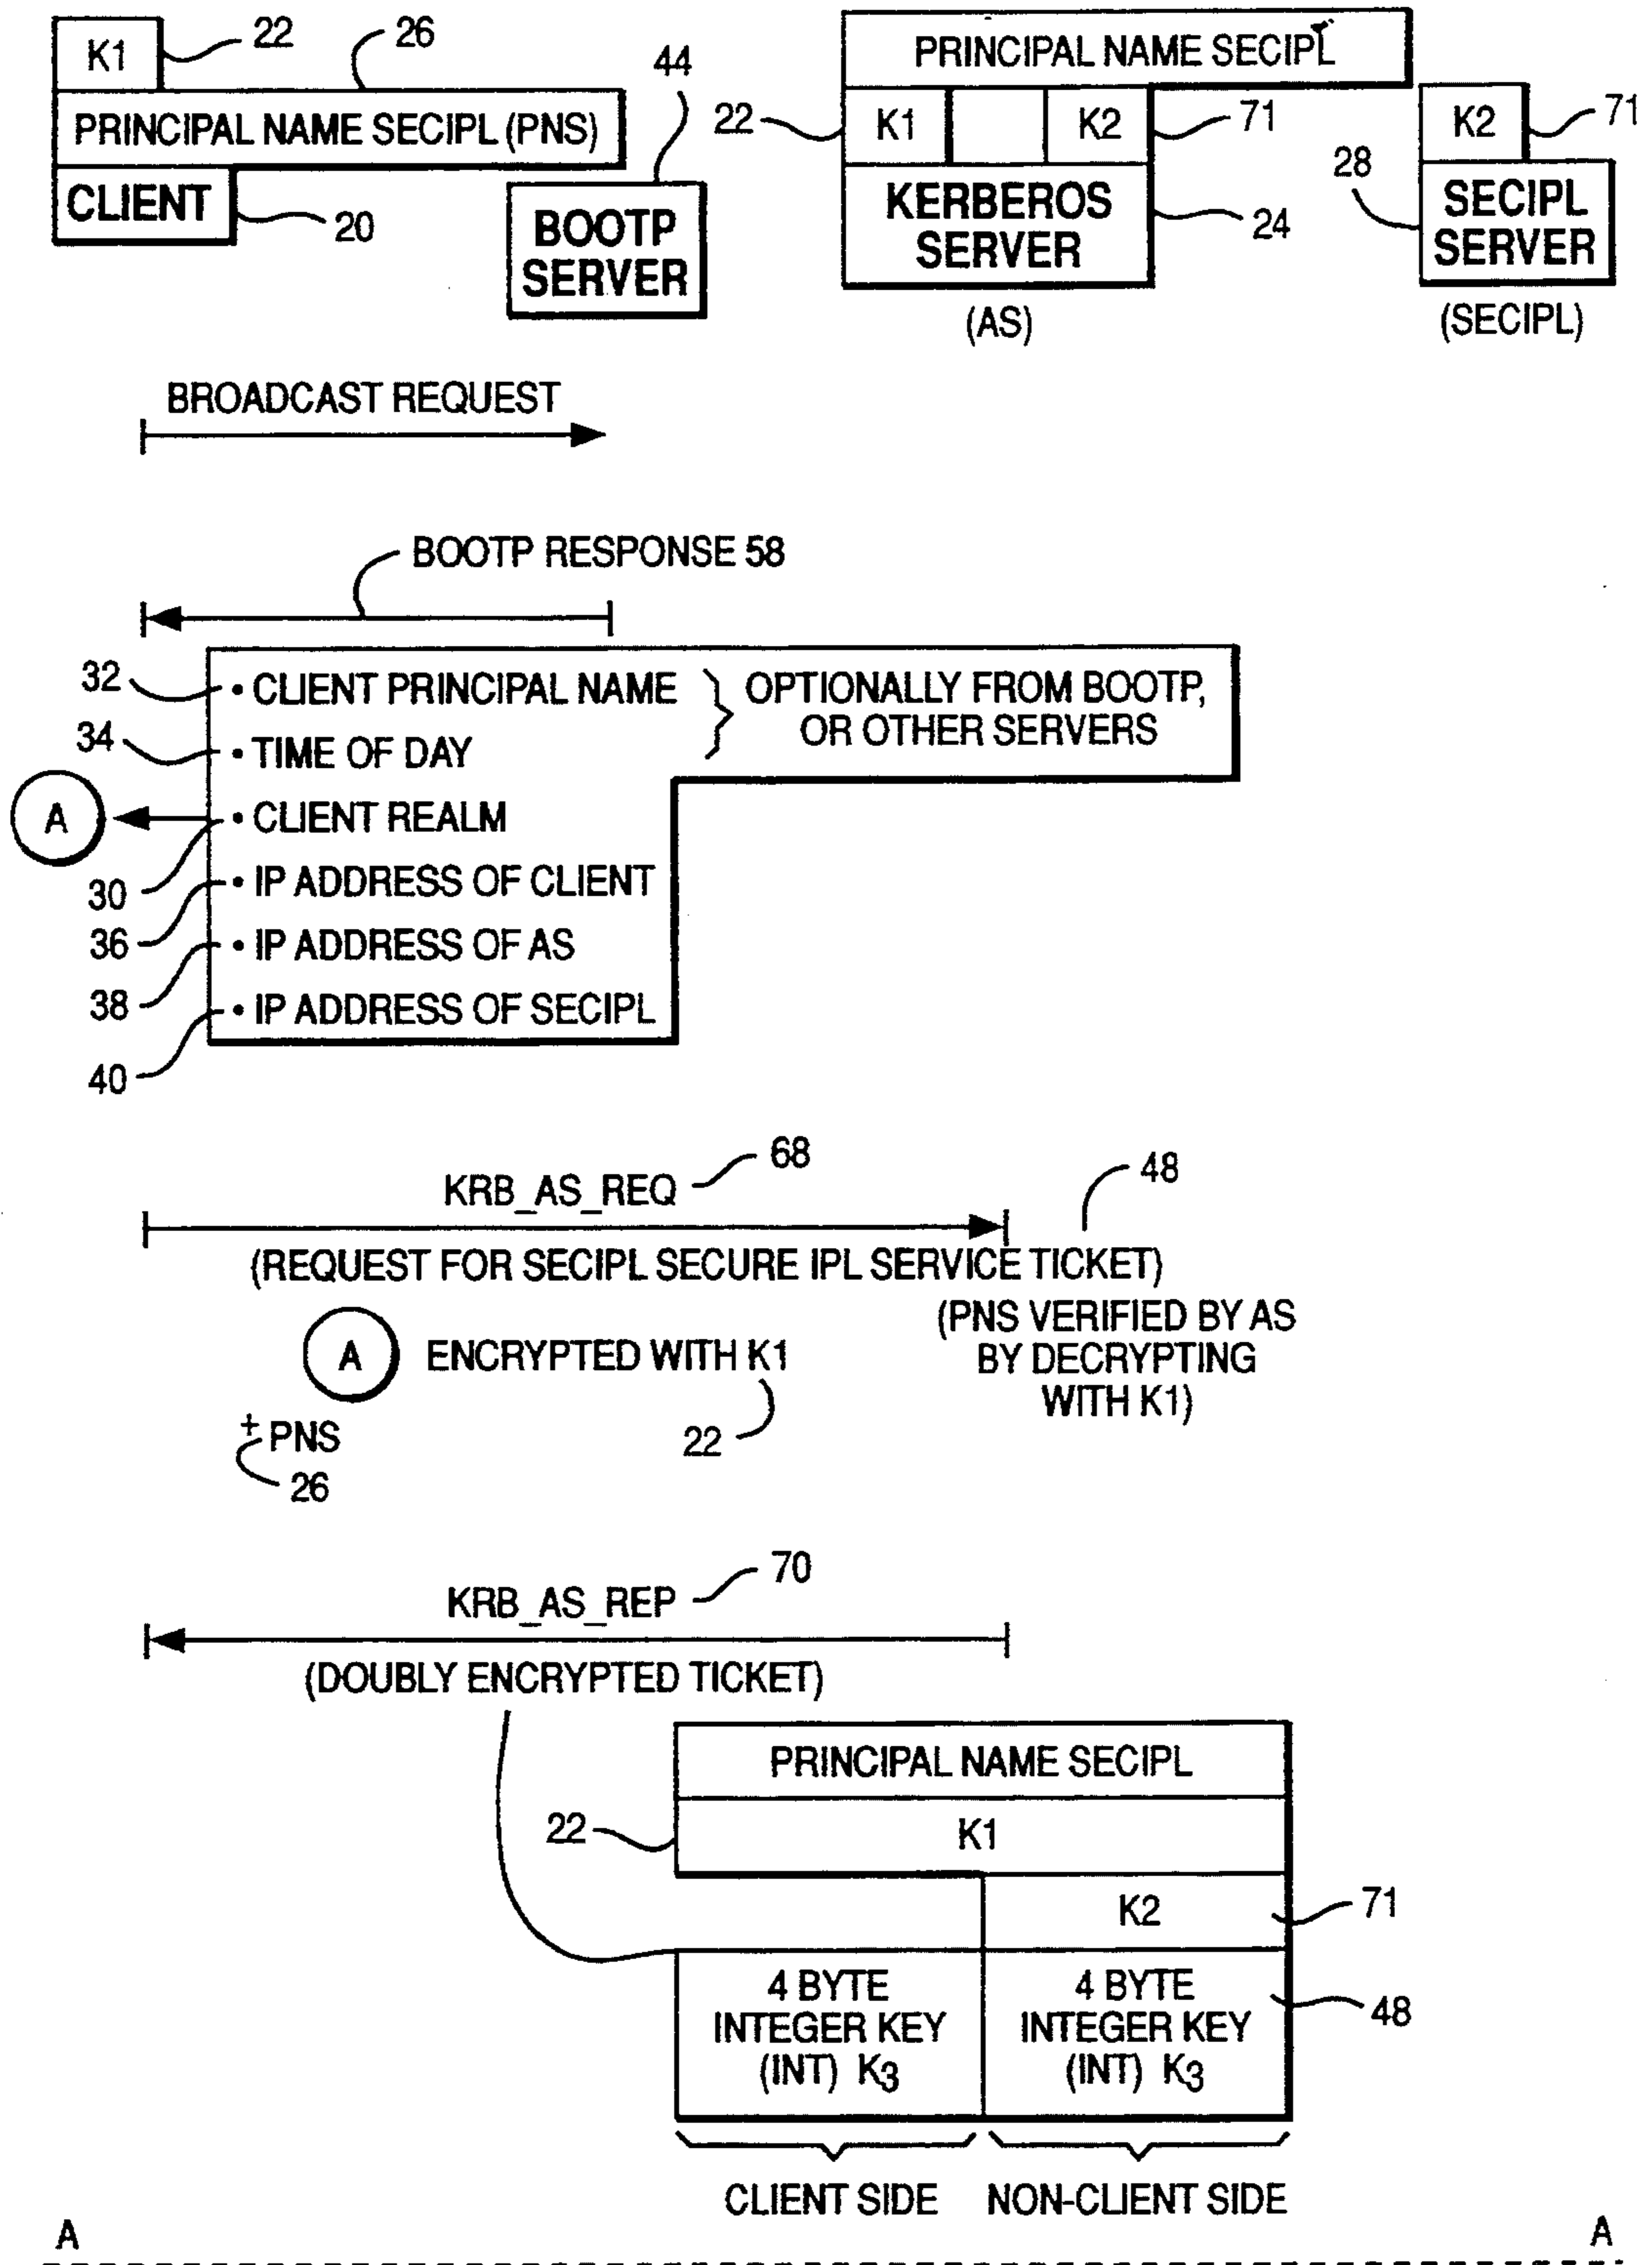 K1
22
26
PRINCIPAL NAME SECIPL (PNS)
CLIENT
20
44
BOOTP
SERVER
PRINCIPAL NAME SECIPL
22
K1
K2
71
KERBEROS
SERVER
24
(AS)
K2
71
28
SECIPL
SERVER
(SECIPL)
BROADCAST REQUEST
BOOTP RESPONSE 58
32
• CLIENT PRINCIPAL NAME
OPTIONALLY FROM BOOTP,
OR OTHER SERVERS
34
• TIME OF DAY
A
• CLIENT REALM
30
• IP ADDRESS OF CLIENT
36
• IP ADDRESS OF AS
38
• IP ADDRESS OF SECIPL
40
KRB_AS_REQ
68
48
(REQUEST FOR SECIPL SECURE IPL SERVICE TICKET)
A
ENCRYPTED WITH K1
22
(PNS VERIFIED BY AS
BY DECRYPTING
WITH K1)
+ PNS
26
KRB_AS_REP
70
(DOUBLY ENCRYPTED TICKET)
PRINCIPAL NAME SECIPL
22
K1
K2
71
4 BYTE
INTEGER KEY
(INT) K3
4 BYTE
INTEGER KEY
(INT) K3
48
CLIENT SIDE
NON-CLIENT SIDE
A
A